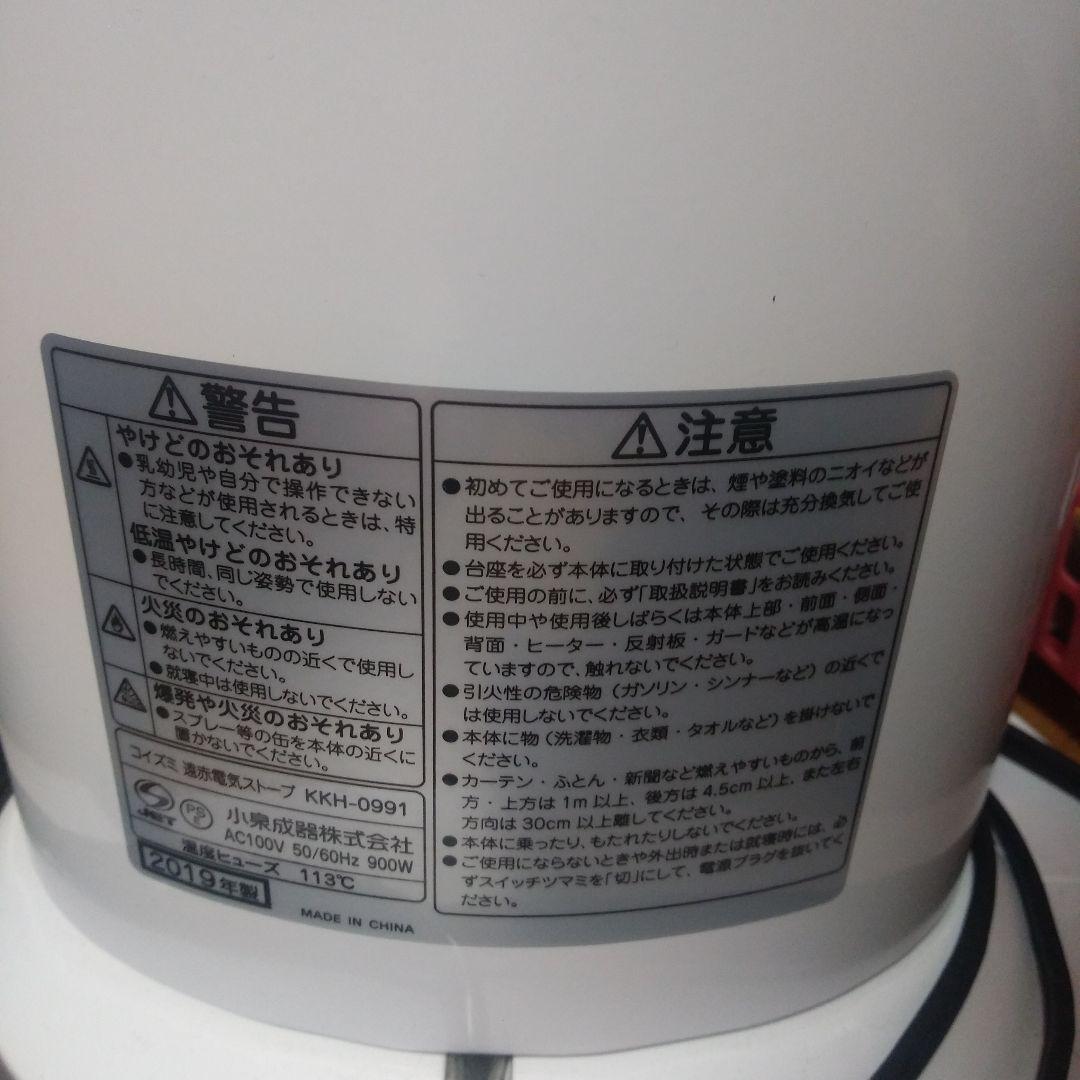 警告
やけどのおそれあり
●乳幼児や自分で操作できない
方などが使用されるときは、特
に注意してください。
低温やけどのおそれあり
●長時間、同じ姿勢で使用しない
でください。
火災のおそれあり
●燃えやすいものの近くで使用し
ないでください。
●就寝中は使用しないでください。
爆発や火災のおそれあり
●スプレー等の缶を本体の近くに
置かないでください。
コイズミ 遠赤電気ストーブ KKH-0991
JET PS E 小泉成器株式会社
AC100V 50/60Hz 900W
温度ヒューズ 113℃
2019年製
MADE IN CHINA
注意
●初めてご使用になるときは、煙や塗料のニオイなどが
出ることがありますので、その際は充分換気してご使
用ください。
●台座を必ず本体に取り付けた状態でご使用ください。
●ご使用の前に、必ず「取扱説明書」をお読みください。
●使用中や使用後しばらくは本体上部・前面・側面・
背面・ヒーター・反射板・ガードなどが高温になっ
ていますので、触れないでください。
●引火性の危険物(ガソリン・シンナーなど)の近くで
は使用しないでください。
●本体に物(洗濯物・衣類・タオルなど)を掛けないで
ください。
●カーテン・ふとん・新聞など燃えやすいものから、前
方・上方は1m以上、後方は4.5cm以上、また左右
方向は30cm以上離してください。
●本体に乗ったり、もたれたりしないでください。
●ご使用にならないときや外出時または就寝時には、必
ずスイッチツマミを「切」にして、電源プラグを抜いてく
ださい。